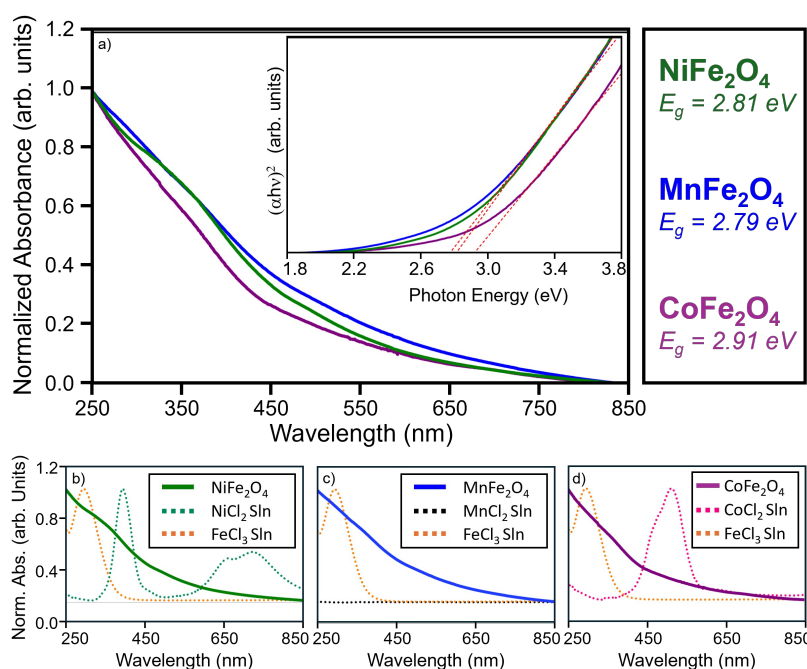 a)
Normalized Absorbance (arb. units)
1.2
1.0
0.8
0.6
0.4
0.2
0.0
250 350 450 550 650 750 850
Wavelength (nm)
(αhν)² (arb. units)
1.8 2.2 2.6 3.0 3.4 3.8
Photon Energy (eV)
NiFe₂O₄
E_g = 2.81 eV
MnFe₂O₄
E_g = 2.79 eV
CoFe₂O₄
E_g = 2.91 eV
Norm. Abs. (arb. Units)
1.2
0.8
0.4
0.0
b)
NiFe₂O₄
NiCl₂ Sln
FeCl₃ Sln
250 450 650 850
Wavelength (nm)
c)
MnFe₂O₄
MnCl₂ Sln
FeCl₃ Sln
450 650 850
Wavelength (nm)
d)
CoFe₂O₄
CoCl₂ Sln
FeCl₃ Sln
250 450 650 850
Wavelength (nm)